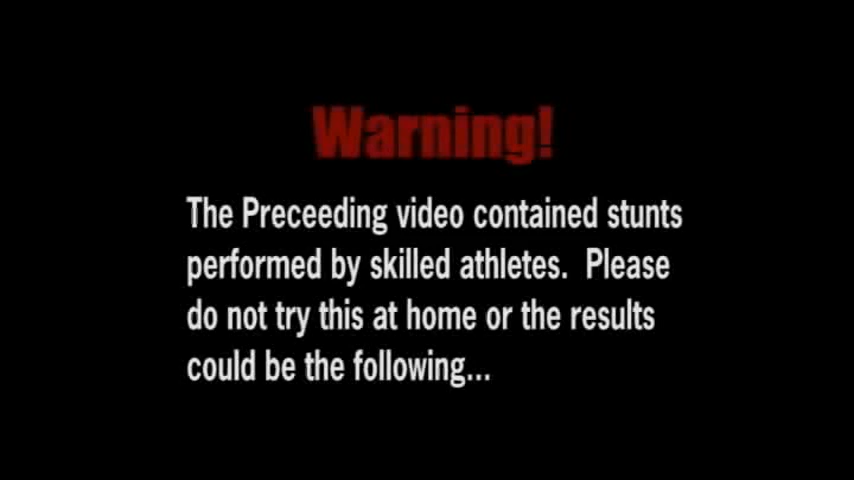 Warning!
The Preceeding video contained stunts
performed by skilled athletes.  Please
do not try this at home or the results
could be the following...